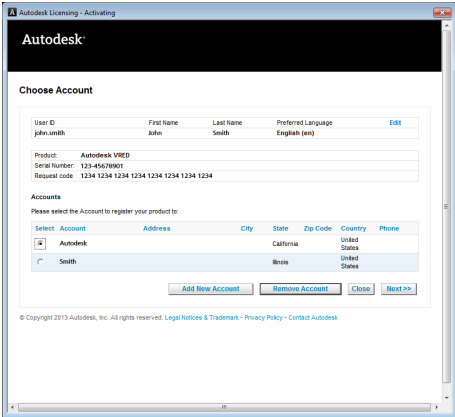 Autodesk Licensing - Activating
Autodesk®
Choose Account
User ID First Name Last Name Preferred Language Edit
john.smith John Smith English (en)
Product: Autodesk VRED
Serial Number: 123-45678901
Request code 1234 1234 1234 1234 1234 1234 1234 1234
Accounts
Please select the Account to register your product to:
Select Account Address City State Zip Code Country Phone
Autodesk California United States
Smith Illinois United States
Add New Account Remove Account Close Next >>
© Copyright 2013 Autodesk, Inc. All rights reserved. Legal Notices & Trademark - Privacy Policy - Contact Autodesk